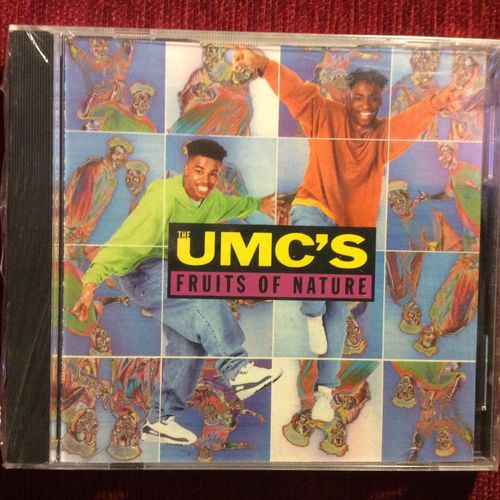 THE
UMC'S
FRUITS OF NATURE